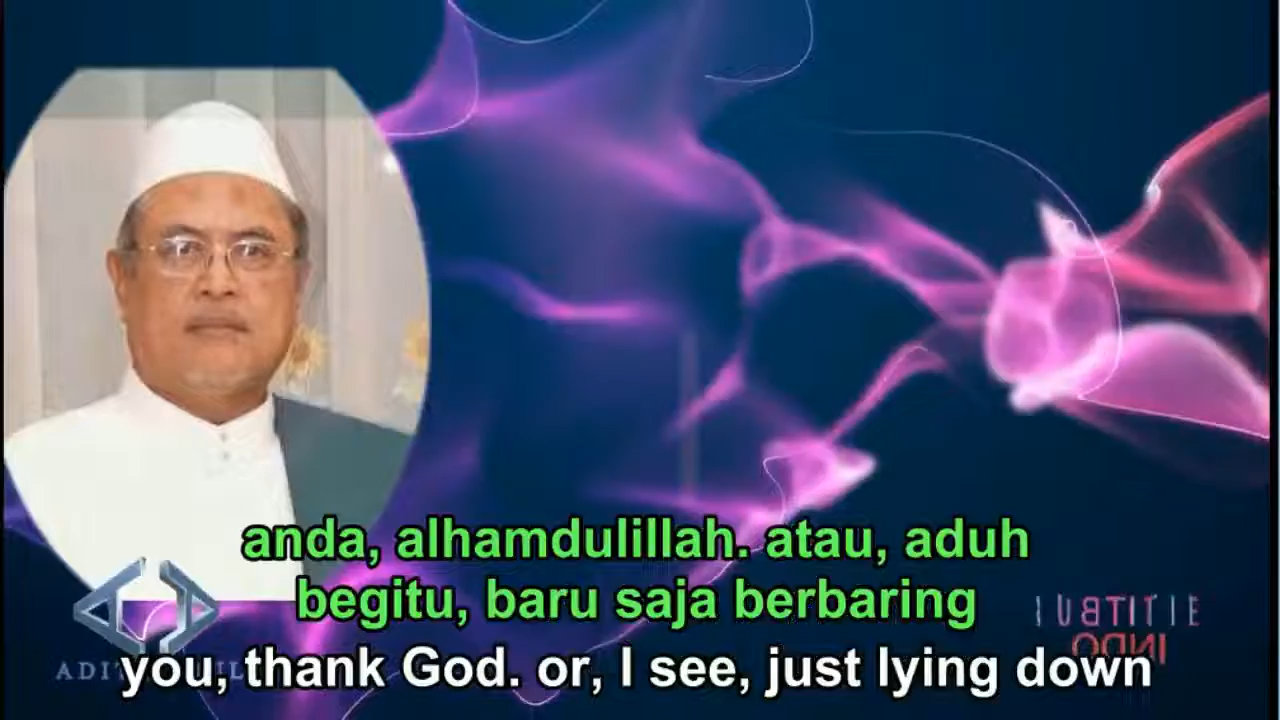 anda, alhamdulillah. atau, aduh
begitu, baru saja berbaring
you, thank God. or, I see, just lying down